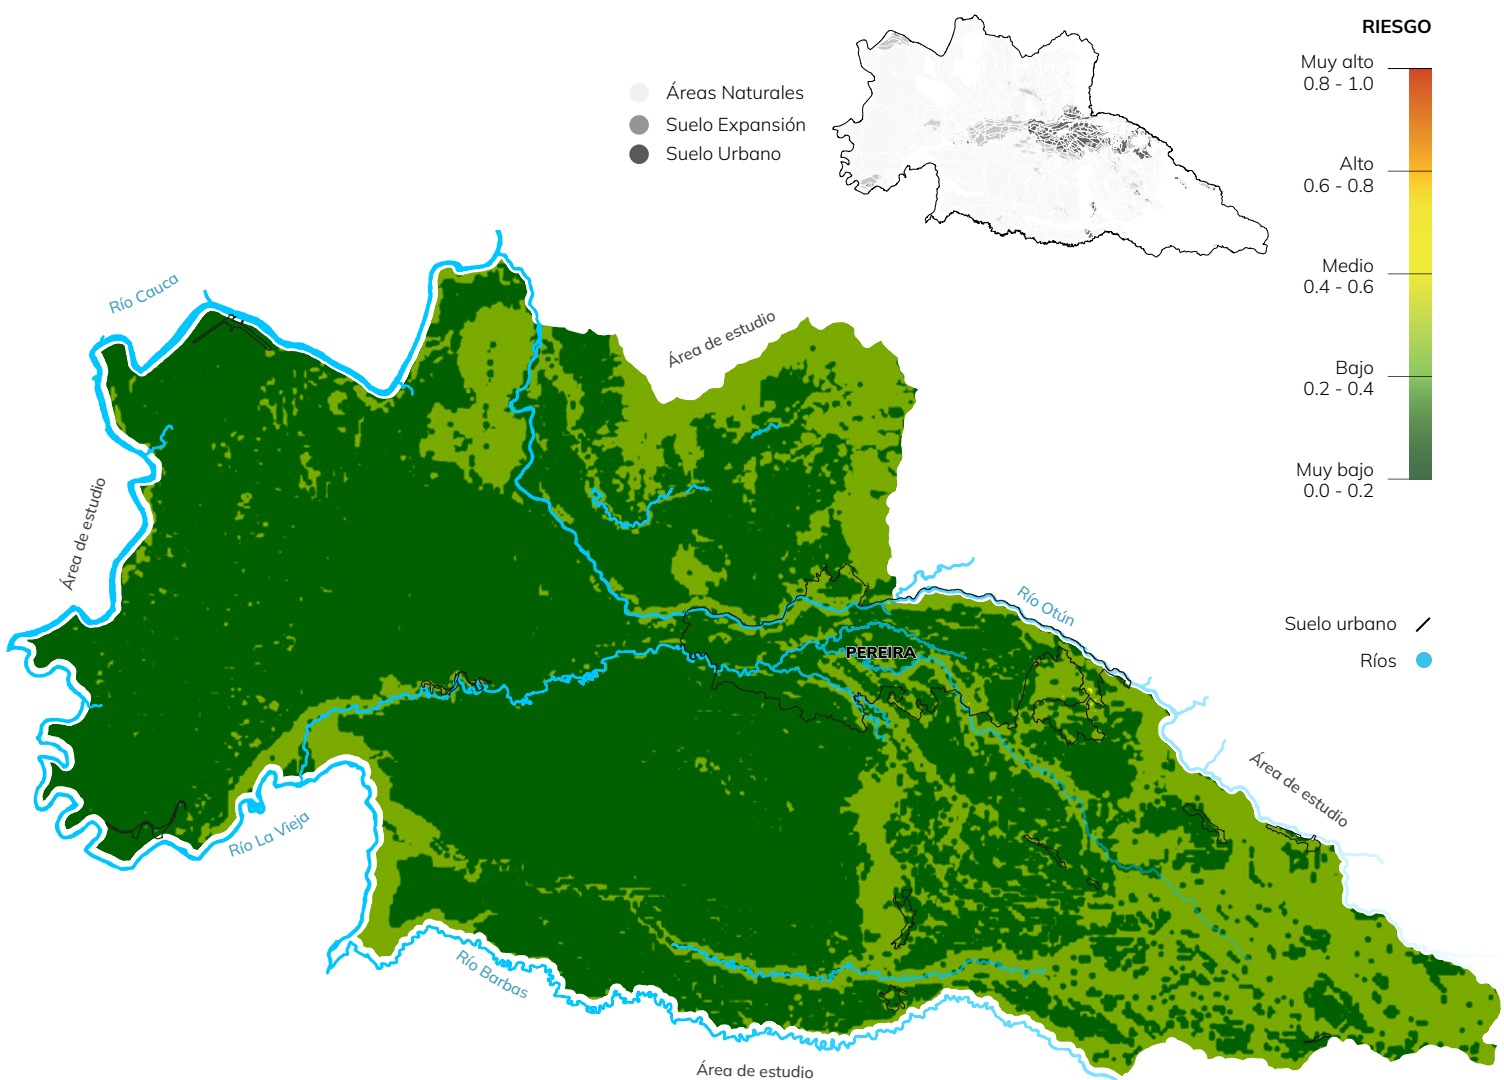 RIESGO
Muy alto
0.8 - 1.0
Alto
0.6 - 0.8
Medio
0.4 - 0.6
Bajo
0.2 - 0.4
Muy bajo
0.0 - 0.2
Áreas Naturales
Suelo Expansión
Suelo Urbano
Río Cauca
Área de estudio
Área de estudio
Río Otún
Suelo urbano
Ríos
PEREIRA
Área de estudio
Río La Vieja
Río Barbas
Área de estudio